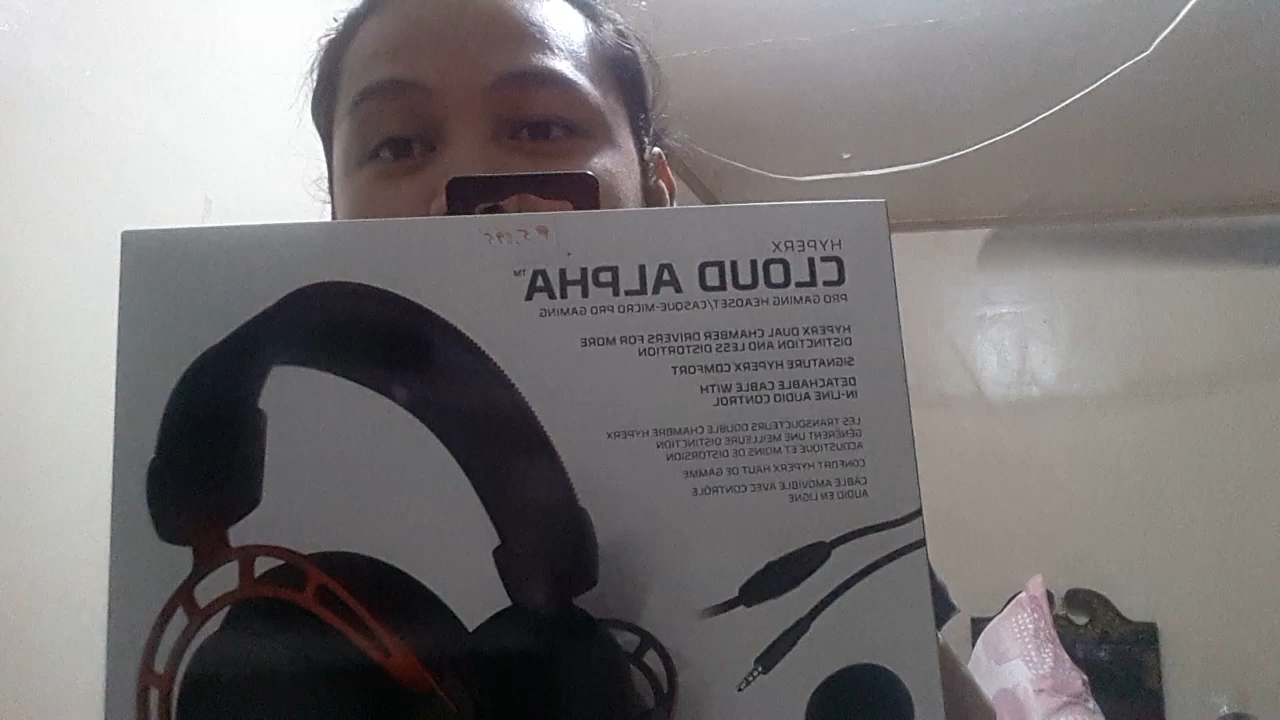 ₱5,895
HYPERX
CLOUD ALPHA™
PRO GAMING HEADSET/CASQUE-MICRO PRO GAMING
HYPERX DUAL CHAMBER DRIVERS FOR MORE
DISTINCTION AND LESS DISTORTION
SIGNATURE HYPERX COMFORT
DETACHABLE CABLE WITH
IN-LINE AUDIO CONTROL
LES TRANSDUCTEURS DOUBLE CHAMBRE HYPERX
GÉNÈRENT UNE MEILLEURE DISTINCTION
ACOUSTIQUE ET MOINS DE DISTORSION
CONFORT HYPERX HAUT DE GAMME
CÂBLE AMOVIBLE AVEC CONTRÔLE
AUDIO EN LIGNE